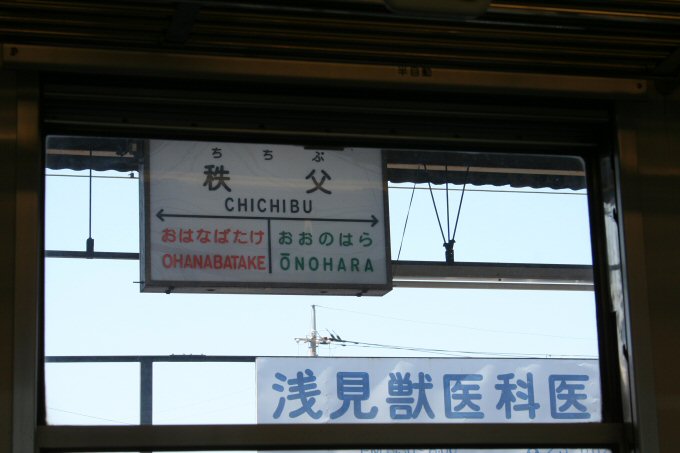 半自動
ちちぶ
秩父
CHICHIBU
おはなばたけ おおのはら
OHANABATAKE ŌNOHARA
浅見獣医科医